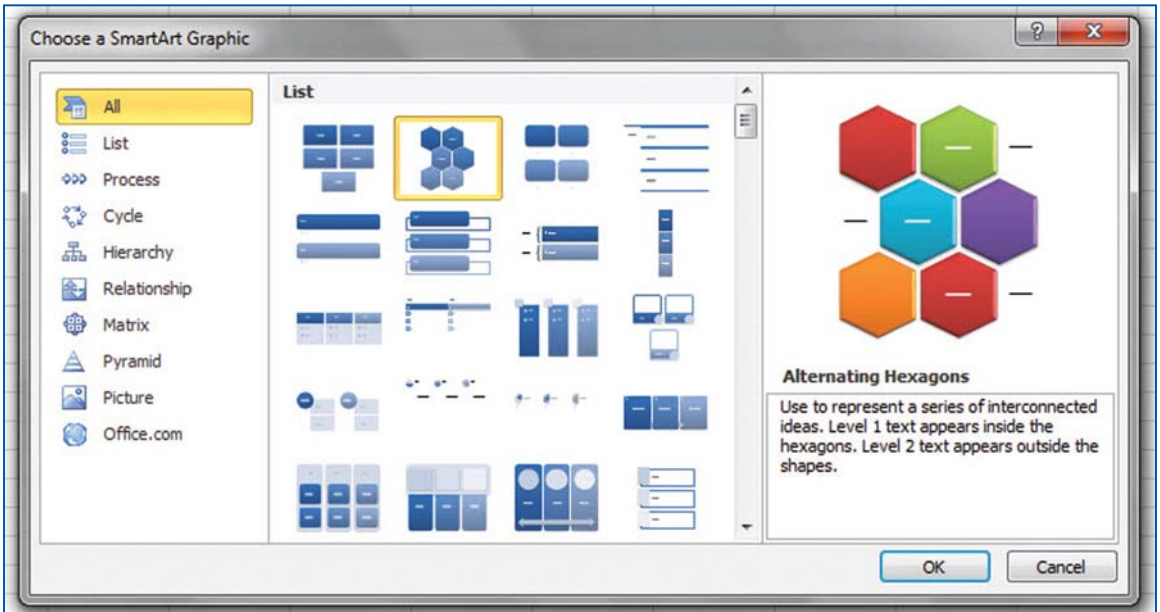 Choose a SmartArt Graphic
All
List
Process
Cycle
Hierarchy
Relationship
Matrix
Pyramid
Picture
Office.com
List
Alternating Hexagons
Use to represent a series of interconnected
ideas. Level 1 text appears inside the
hexagons. Level 2 text appears outside the
shapes.
OK
Cancel